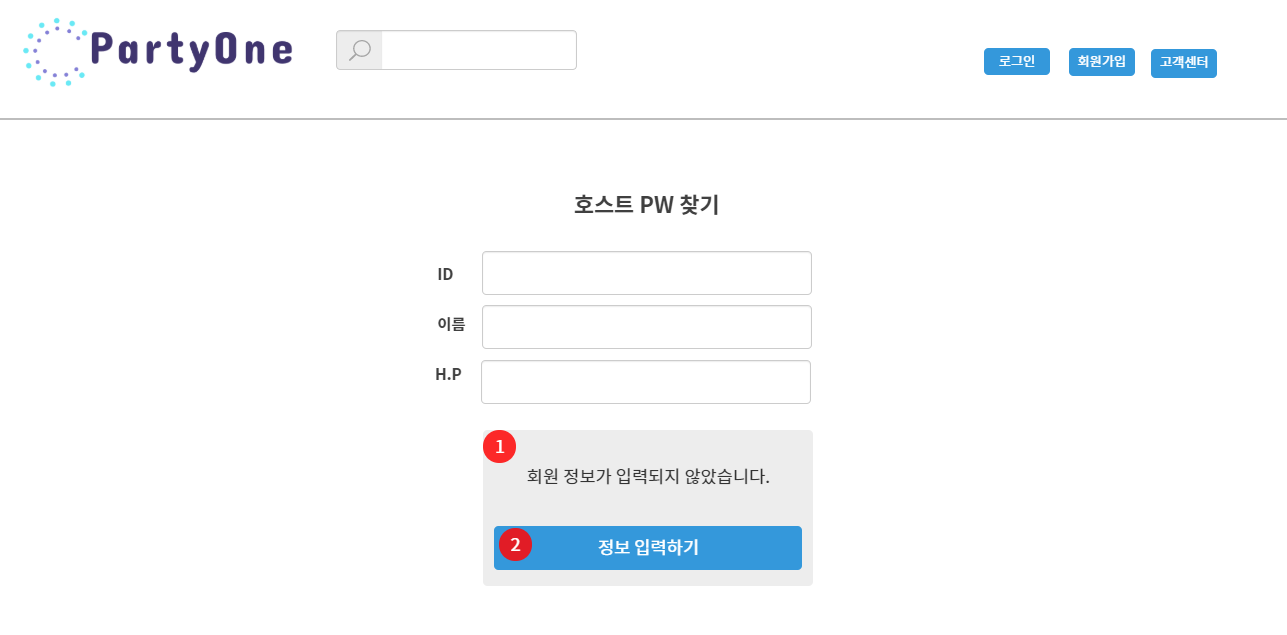 PartyOne
로그인
회원가입
고객센터
호스트 PW 찾기
ID
이름
H.P
1
회원 정보가 입력되지 않았습니다.
2
정보 입력하기